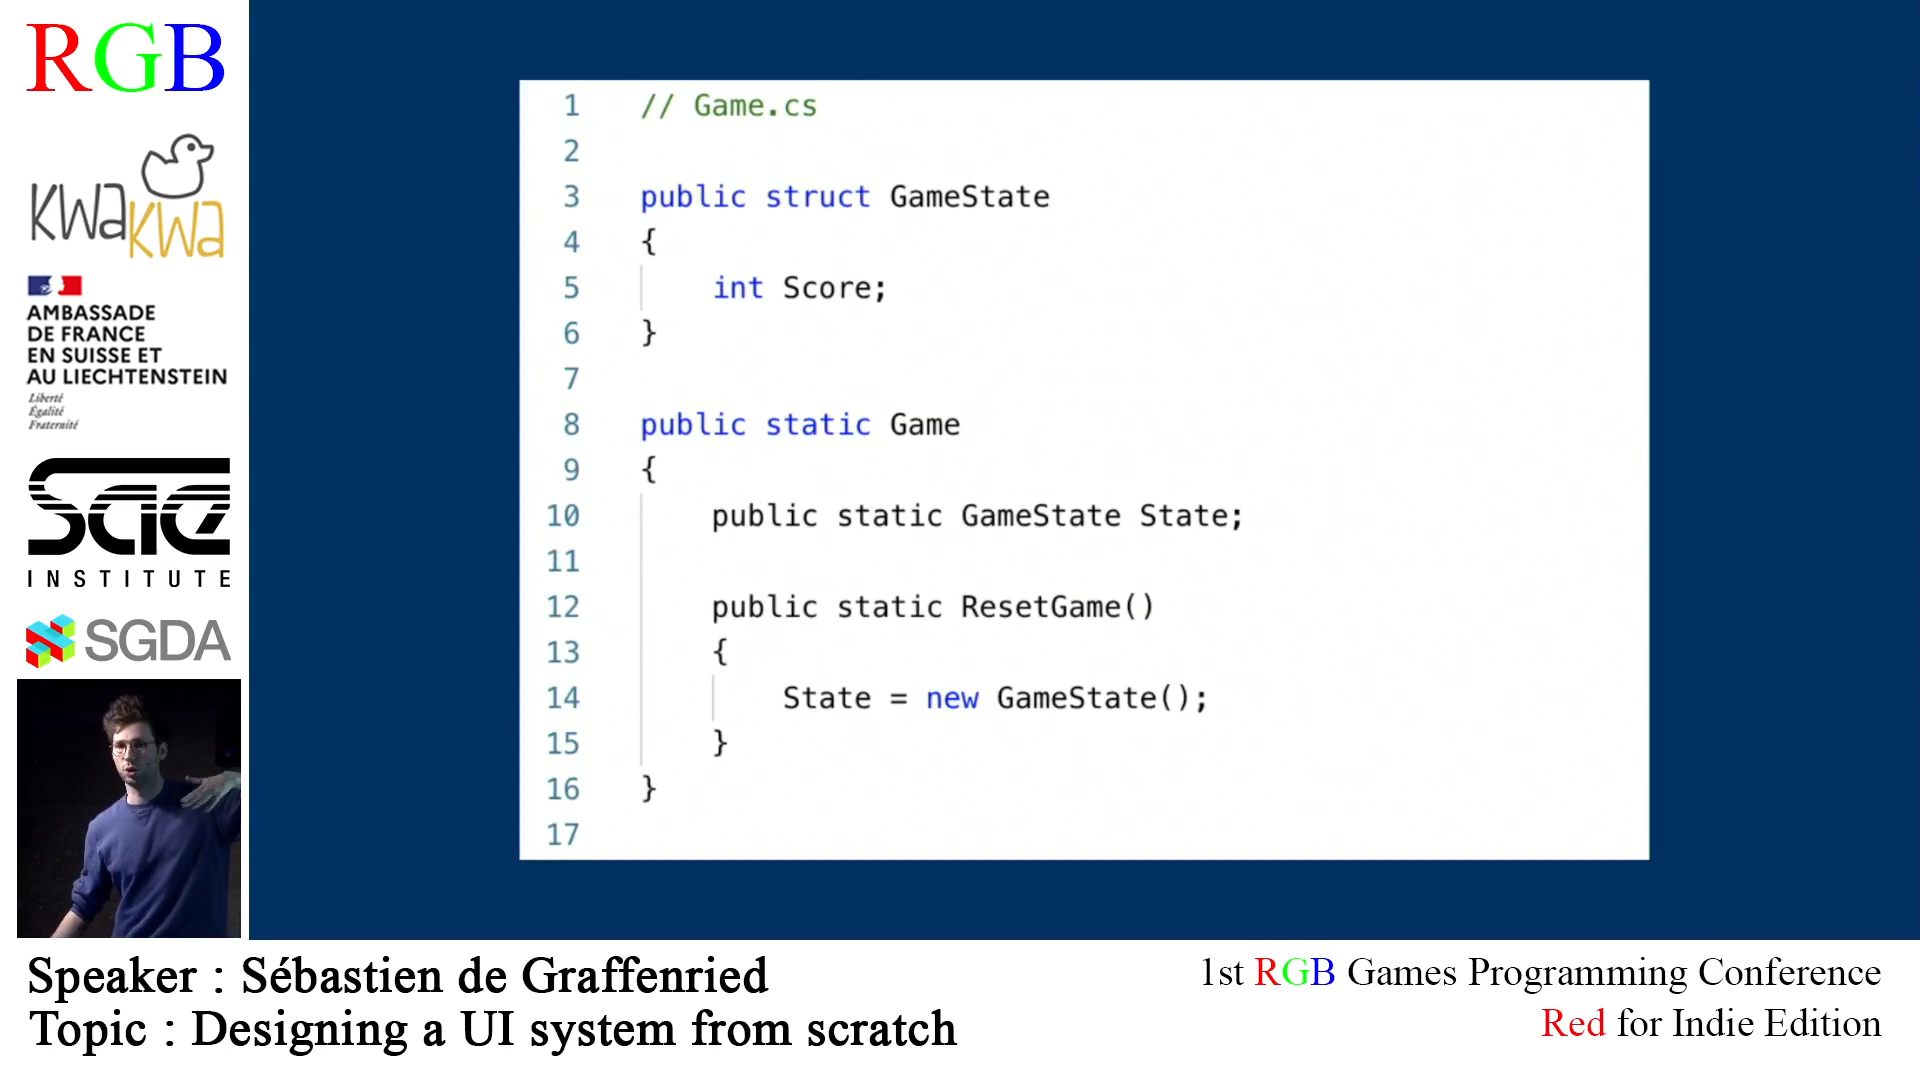 RGB
kwakwa
AMBASSADE
DE FRANCE
EN SUISSE ET
AU LIECHTENSTEIN
Liberté
Égalité
Fraternité
SAE
INSTITUTE
SGDA
1 // Game.cs
2
3 public struct GameState
4 {
5 int Score;
6 }
7
8 public static Game
9 {
10 public static GameState State;
11
12 public static ResetGame()
13 {
14 State = new GameState();
15 }
16 }
17
Speaker : Sébastien de Graffenried
Topic : Designing a UI system from scratch
1st RGB Games Programming Conference
Red for Indie Edition